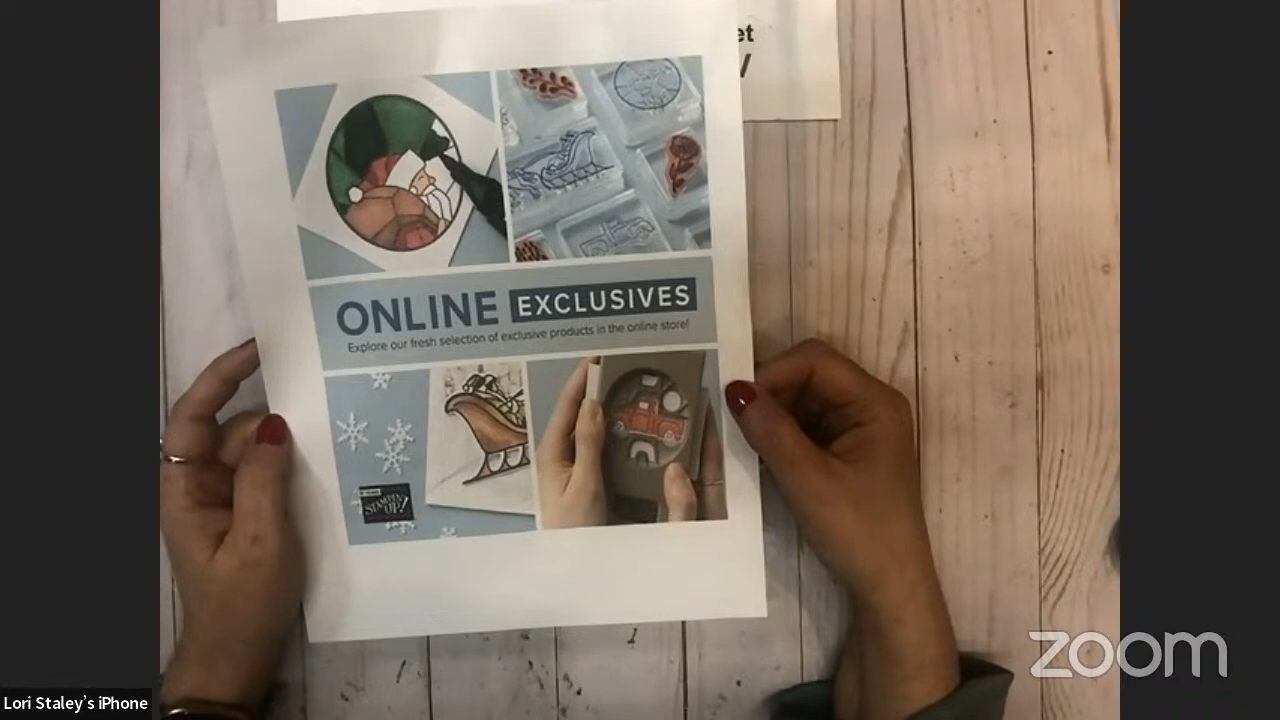 et
V
ONLINE EXCLUSIVES
Explore our fresh selection of exclusive products in the online store!
STAMPIN'
UP!
zoom
Lori Staley's iPhone